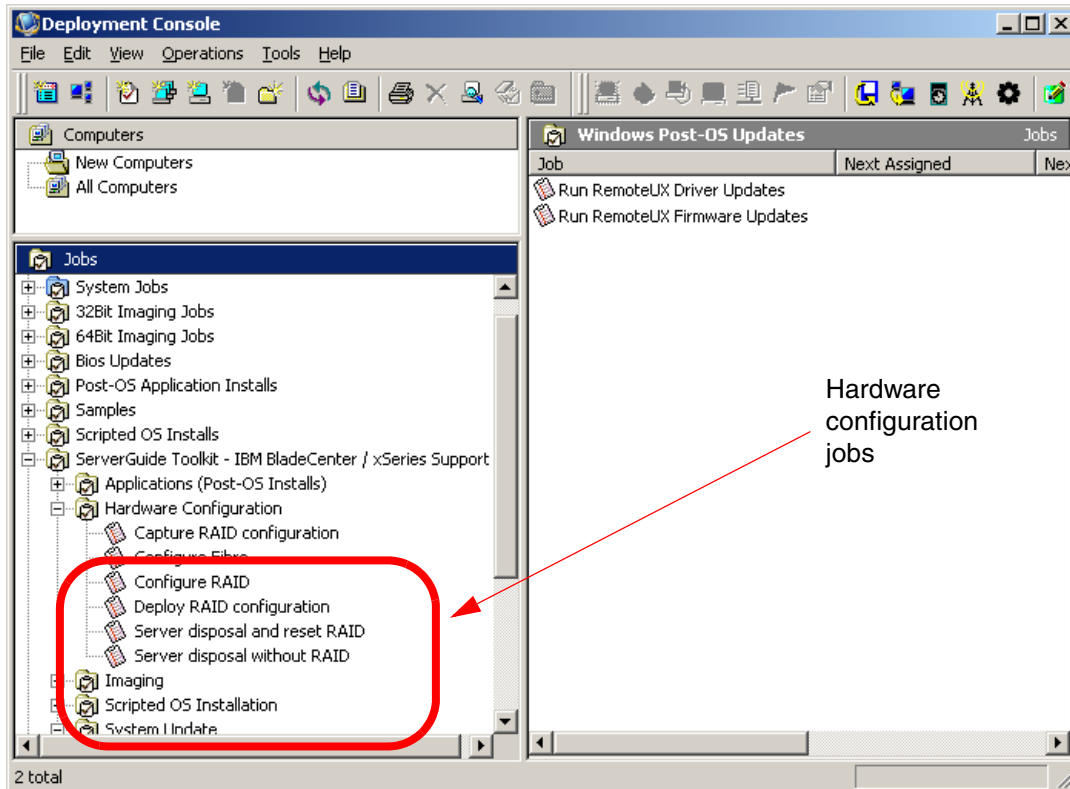 Deployment Console
File Edit View Operations Tools Help
Computers
New Computers
All Computers
Jobs
System Jobs
32Bit Imaging Jobs
64Bit Imaging Jobs
Bios Updates
Post-OS Application Installs
Samples
Scripted OS Installs
ServerGuide Toolkit - IBM BladeCenter / xSeries Support
Applications (Post-OS Installs)
Hardware Configuration
Capture RAID configuration
Configure Fibre
Configure RAID
Deploy RAID configuration
Server disposal and reset RAID
Server disposal without RAID
Imaging
Scripted OS Installation
System Update
Windows Post-OS Updates Jobs
Job Next Assigned Nex
Run RemoteUX Driver Updates
Run RemoteUX Firmware Updates
Hardware
configuration
jobs
2 total